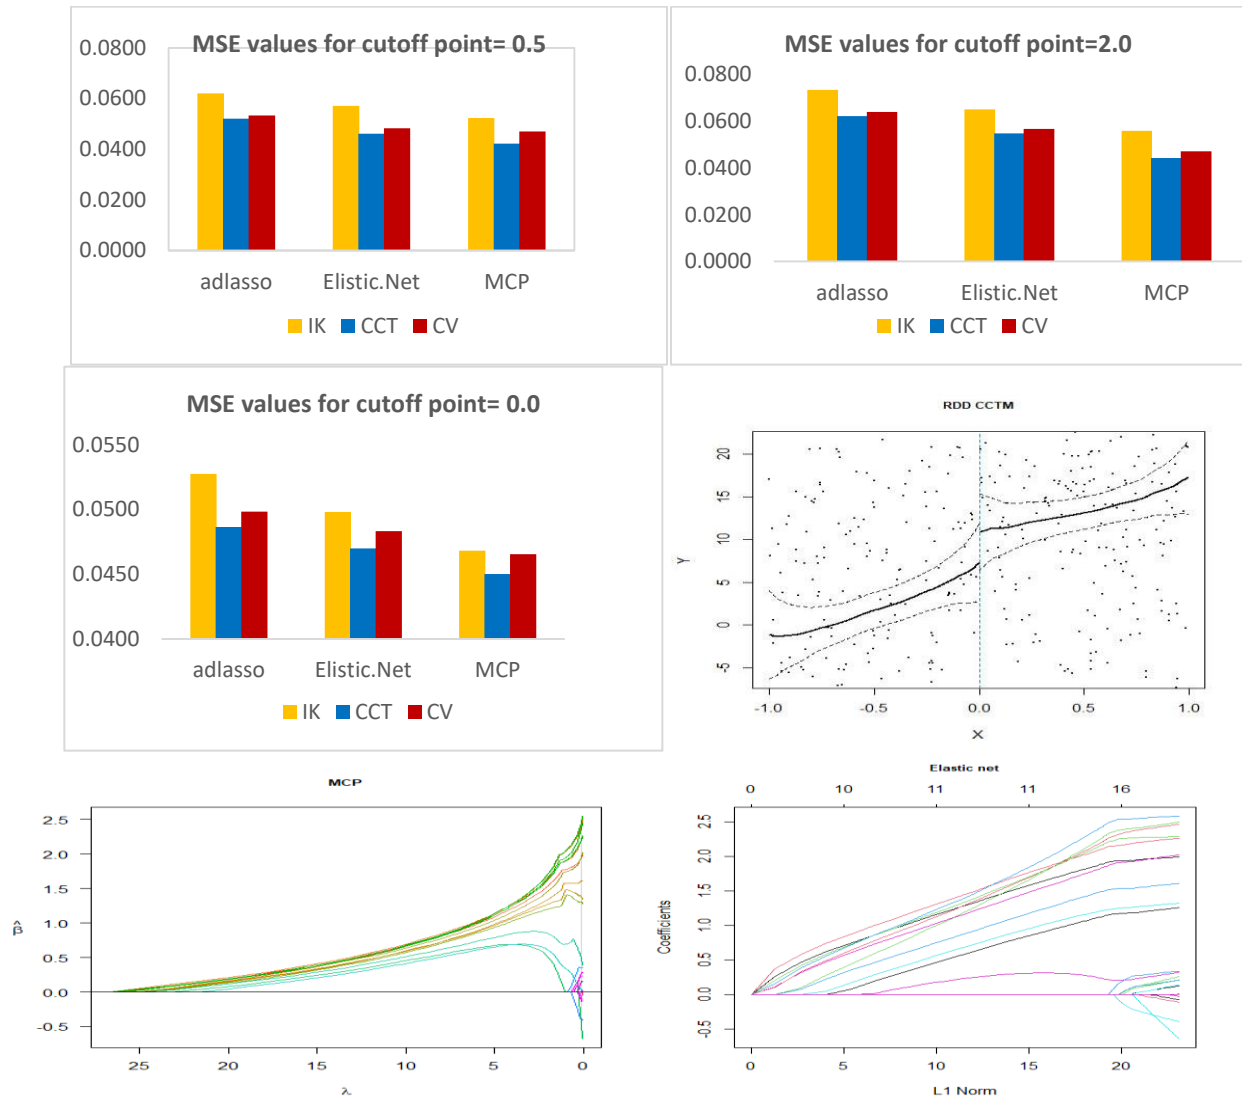 MSE values for cutoff point= 0.5
0.0800
0.0600
0.0400
0.0200
0.0000
adlasso Elistic.Net MCP
IK CCT CV
MSE values for cutoff point=2.0
0.0800
0.0600
0.0400
0.0200
0.0000
adlasso Elistic.Net MCP
IK CCT CV
MSE values for cutoff point= 0.0
0.0550
0.0500
0.0450
0.0400
adlasso Elistic.Net MCP
IK CCT CV
RDD CCTM
Y
20
15
10
5
0
-5
-1.0 -0.5 0.0 0.5 1.0
X
MCP
2.5
2.0
1.5
1.0
0.5
0.0
-0.5
25 20 15 10 5 0
λ
Elastic net
0 10 11 11 16
Coefficients
2.5
2.0
1.5
1.0
0.5
0.0
-0.5
0 5 10 15 20
L1 Norm